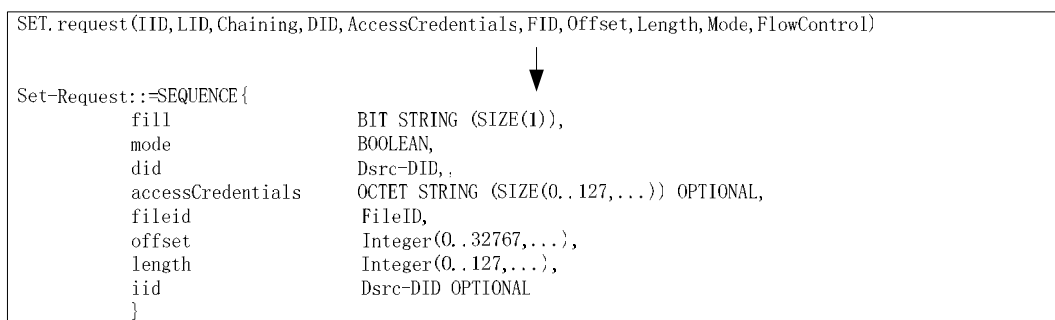 SET.request(IID,LID,Chaining,DID,AccessCredentials,FID,Offset,Length,Mode,FlowControl)
Set-Request::=SEQUENCE{
fill BIT STRING (SIZE(1)),
mode BOOLEAN,
did Dsrc-DID,,
accessCredentials OCTET STRING (SIZE(0..127,...)) OPTIONAL,
fileid FileID,
offset Integer(0..32767,...),
length Integer(0..127,...),
iid Dsrc-DID OPTIONAL
}